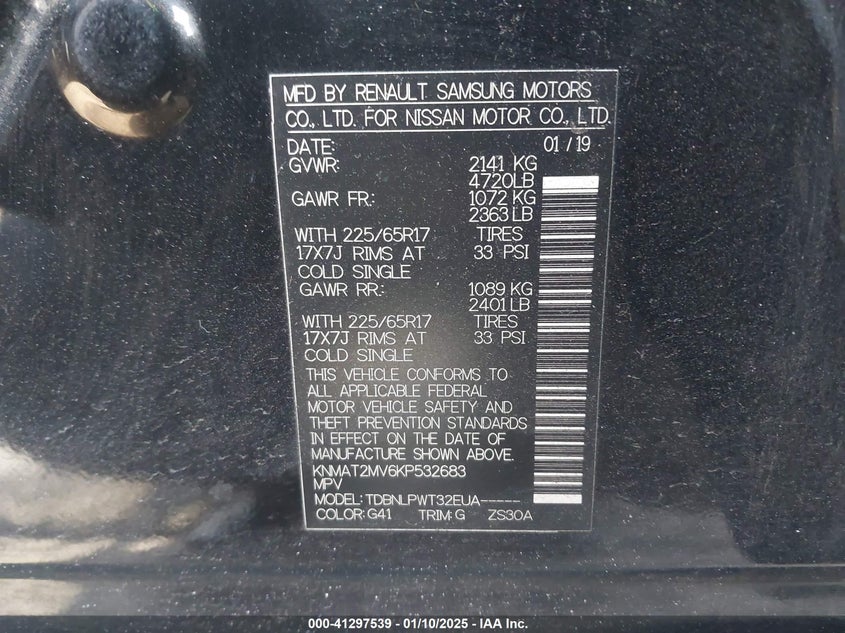 MFD BY RENAULT SAMSUNG MOTORS
CO., LTD. FOR NISSAN MOTOR CO., LTD.
DATE: 01 / 19
GVWR: 2141 KG
4720LB
GAWR FR: 1072 KG
2363 LB
WITH 225/65R17 TIRES
17X7J RIMS AT 33 PSI
COLD SINGLE
GAWR RR: 1089 KG
2401 LB
WITH 225/65R17 TIRES
17X7J RIMS AT 33 PSI
COLD SINGLE
THIS VEHICLE CONFORMS TO
ALL APPLICABLE FEDERAL
MOTOR VEHICLE SAFETY AND
THEFT PREVENTION STANDARDS
IN EFFECT ON THE DATE OF
MANUFACTURE SHOWN ABOVE.
KNMAT2MV6KP532683
MPV
MODEL: TDBNLPWT32EUA-----
COLOR: G41 TRIM: G ZS30A
000-41297539 - 01/10/2025 - IAA Inc.